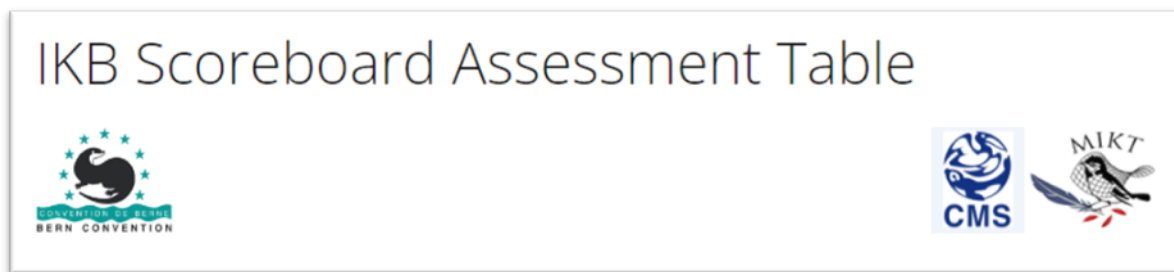 IKB Scoreboard Assessment Table
MIKT
CONVENTION DE BERNE
BERN CONVENTION
CMS